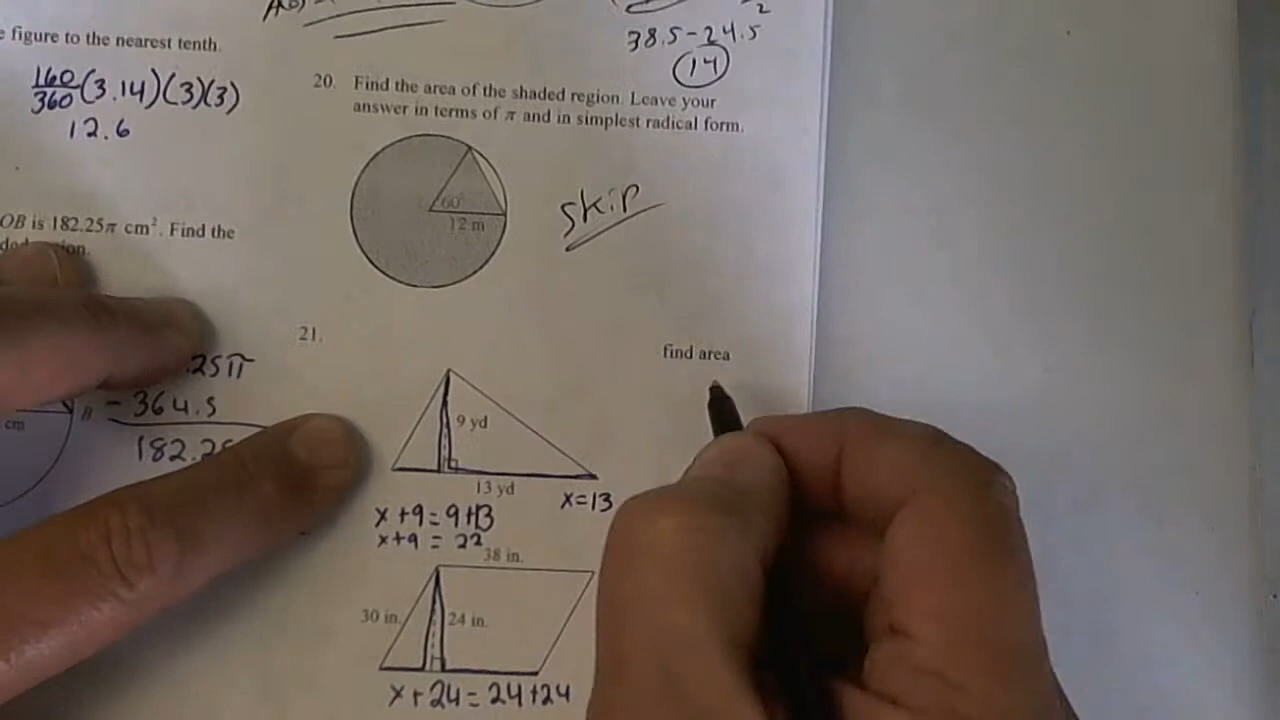 2
38.5-24.5
14
e figure to the nearest tenth.
160
360
(3.14)(3)(3)
12.6
20. Find the area of the shaded region. Leave your
answer in terms of π and in simplest radical form.
60°
12 m
skip
OB is 182.25π cm². Find the
.25π
B
- 364.5
cm
21.
find area
9 yd
13 yd
x=13
x+9=9+13
x+9 = 22
38 in.
30 in.
24 in.
x+24=24+24